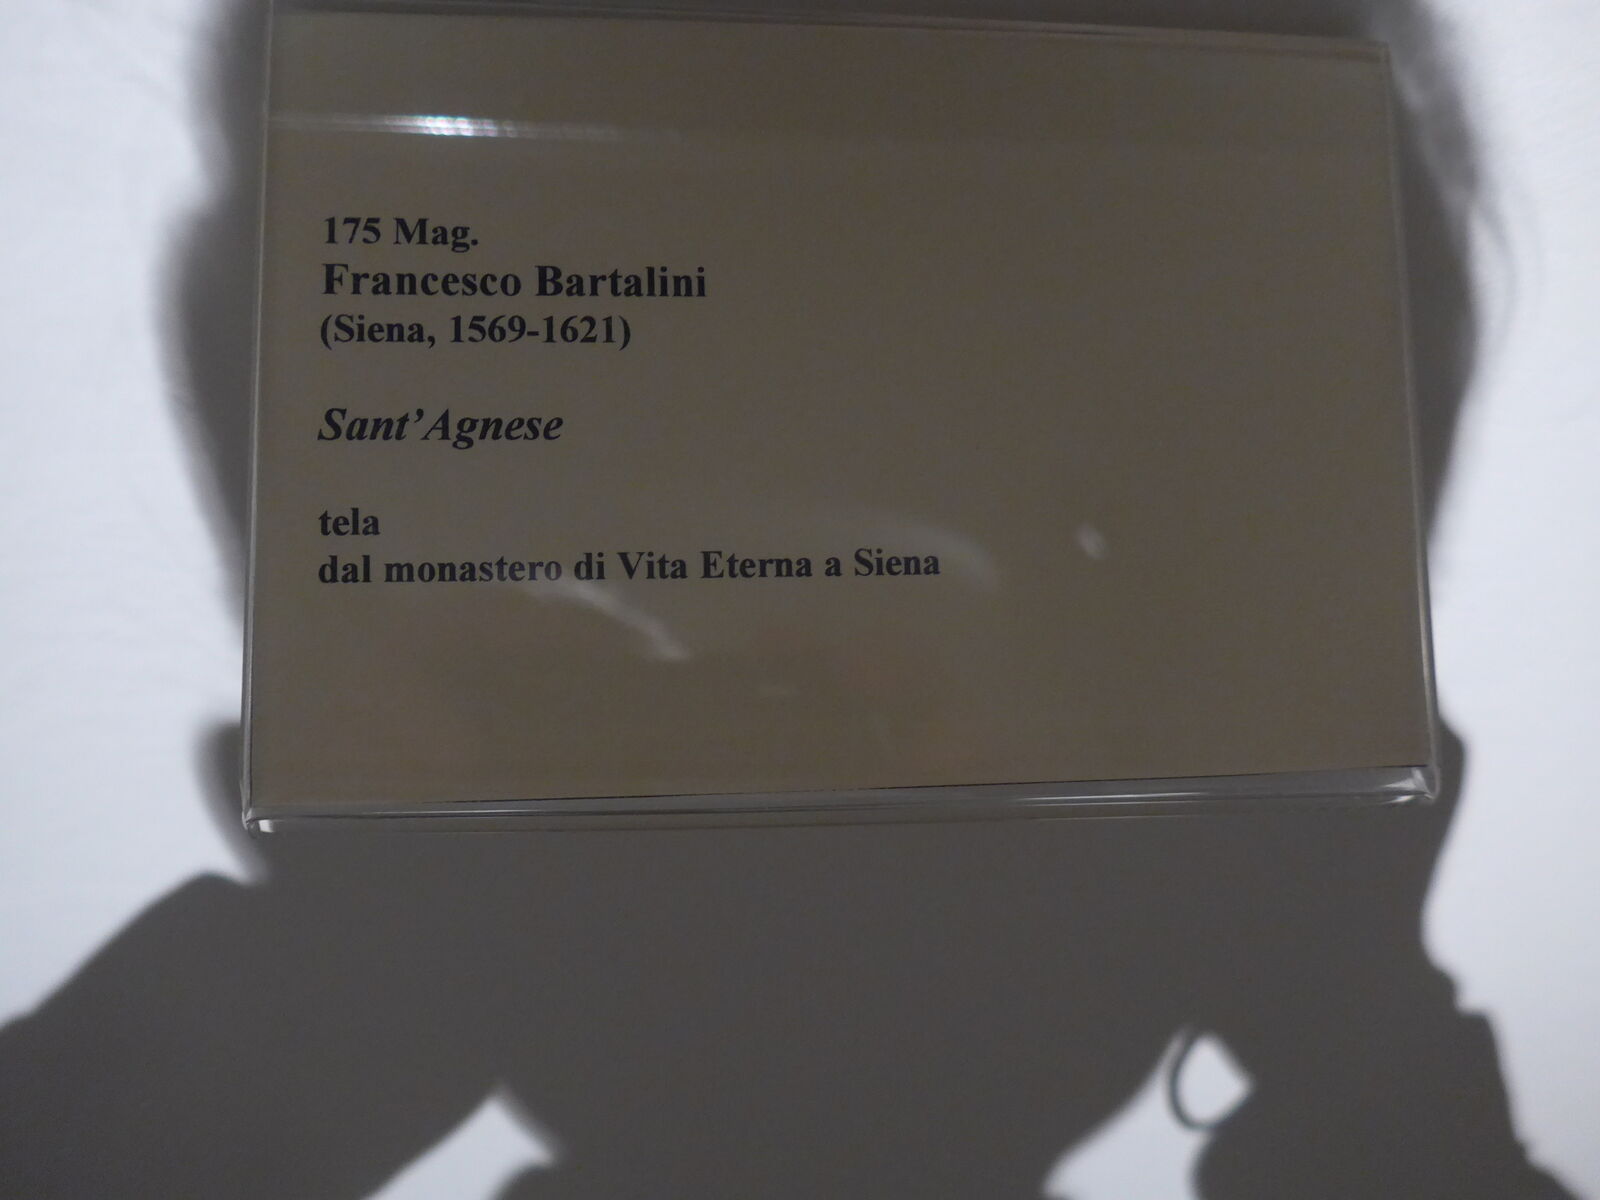 175 Mag.
Francesco Bartalini
(Siena, 1569-1621)
Sant’Agnese
tela
dal monastero di Vita Eterna a Siena